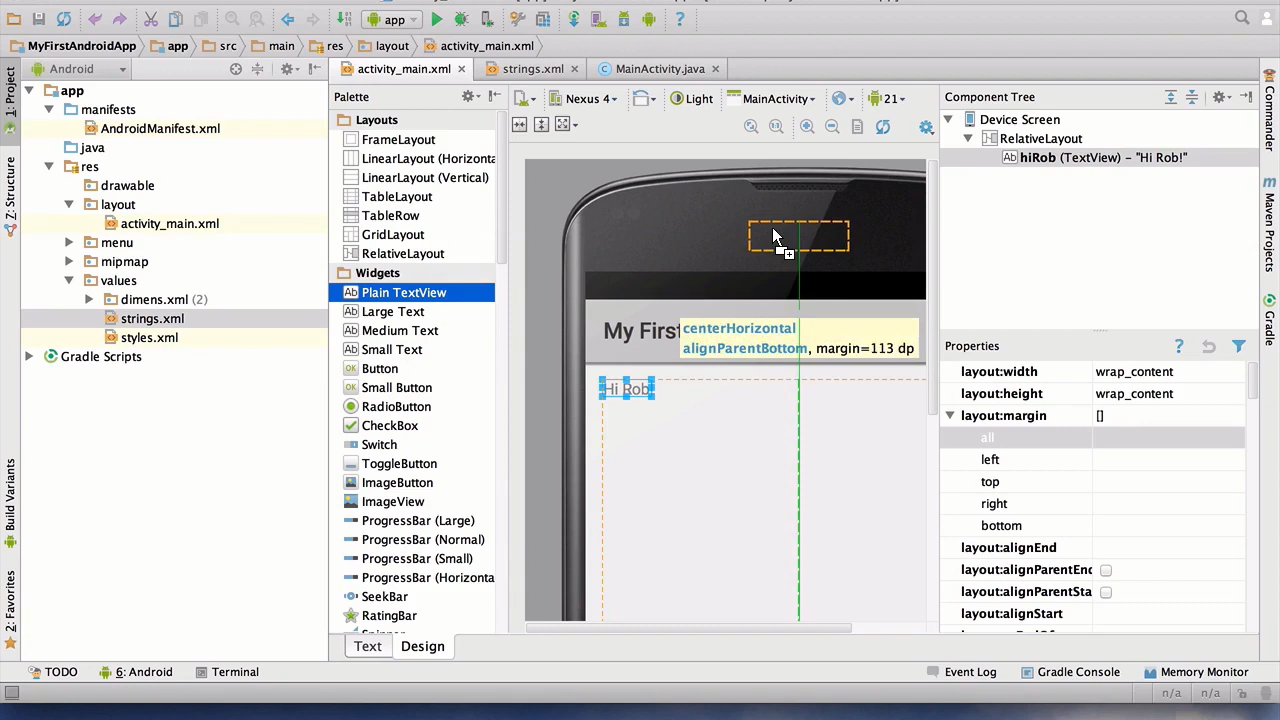 app
MyFirstAndroidApp
app
src
main
res
layout
activity_main.xml
1: Project
Z: Structure
Build Variants
2: Favorites
Android
app
manifests
AndroidManifest.xml
java
res
drawable
layout
activity_main.xml
menu
mipmap
values
dimens.xml (2)
strings.xml
styles.xml
Gradle Scripts
activity_main.xml
strings.xml
MainActivity.java
Palette
Layouts
FrameLayout
LinearLayout (Horizonta
LinearLayout (Vertical)
TableLayout
TableRow
GridLayout
RelativeLayout
Widgets
Plain TextView
Large Text
Medium Text
Small Text
Button
Small Button
RadioButton
CheckBox
Switch
ToggleButton
ImageButton
ImageView
ProgressBar (Large)
ProgressBar (Normal)
ProgressBar (Small)
ProgressBar (Horizonta
SeekBar
RatingBar
Text
Design
Nexus 4
Light
MainActivity
21
My First
centerHorizontal
alignParentBottom, margin=113 dp
Hi Rob!
Component Tree
Device Screen
RelativeLayout
Ab hiRob (TextView) – "Hi Rob!"
Properties
layout:width wrap_content
layout:height wrap_content
layout:margin []
all
left
top
right
bottom
layout:alignEnd
layout:alignParentEnd
layout:alignParentSta
layout:alignStart
Commander
Maven Projects
Gradle
TODO
6: Android
Terminal
Event Log
Gradle Console
Memory Monitor
n/a
n/a